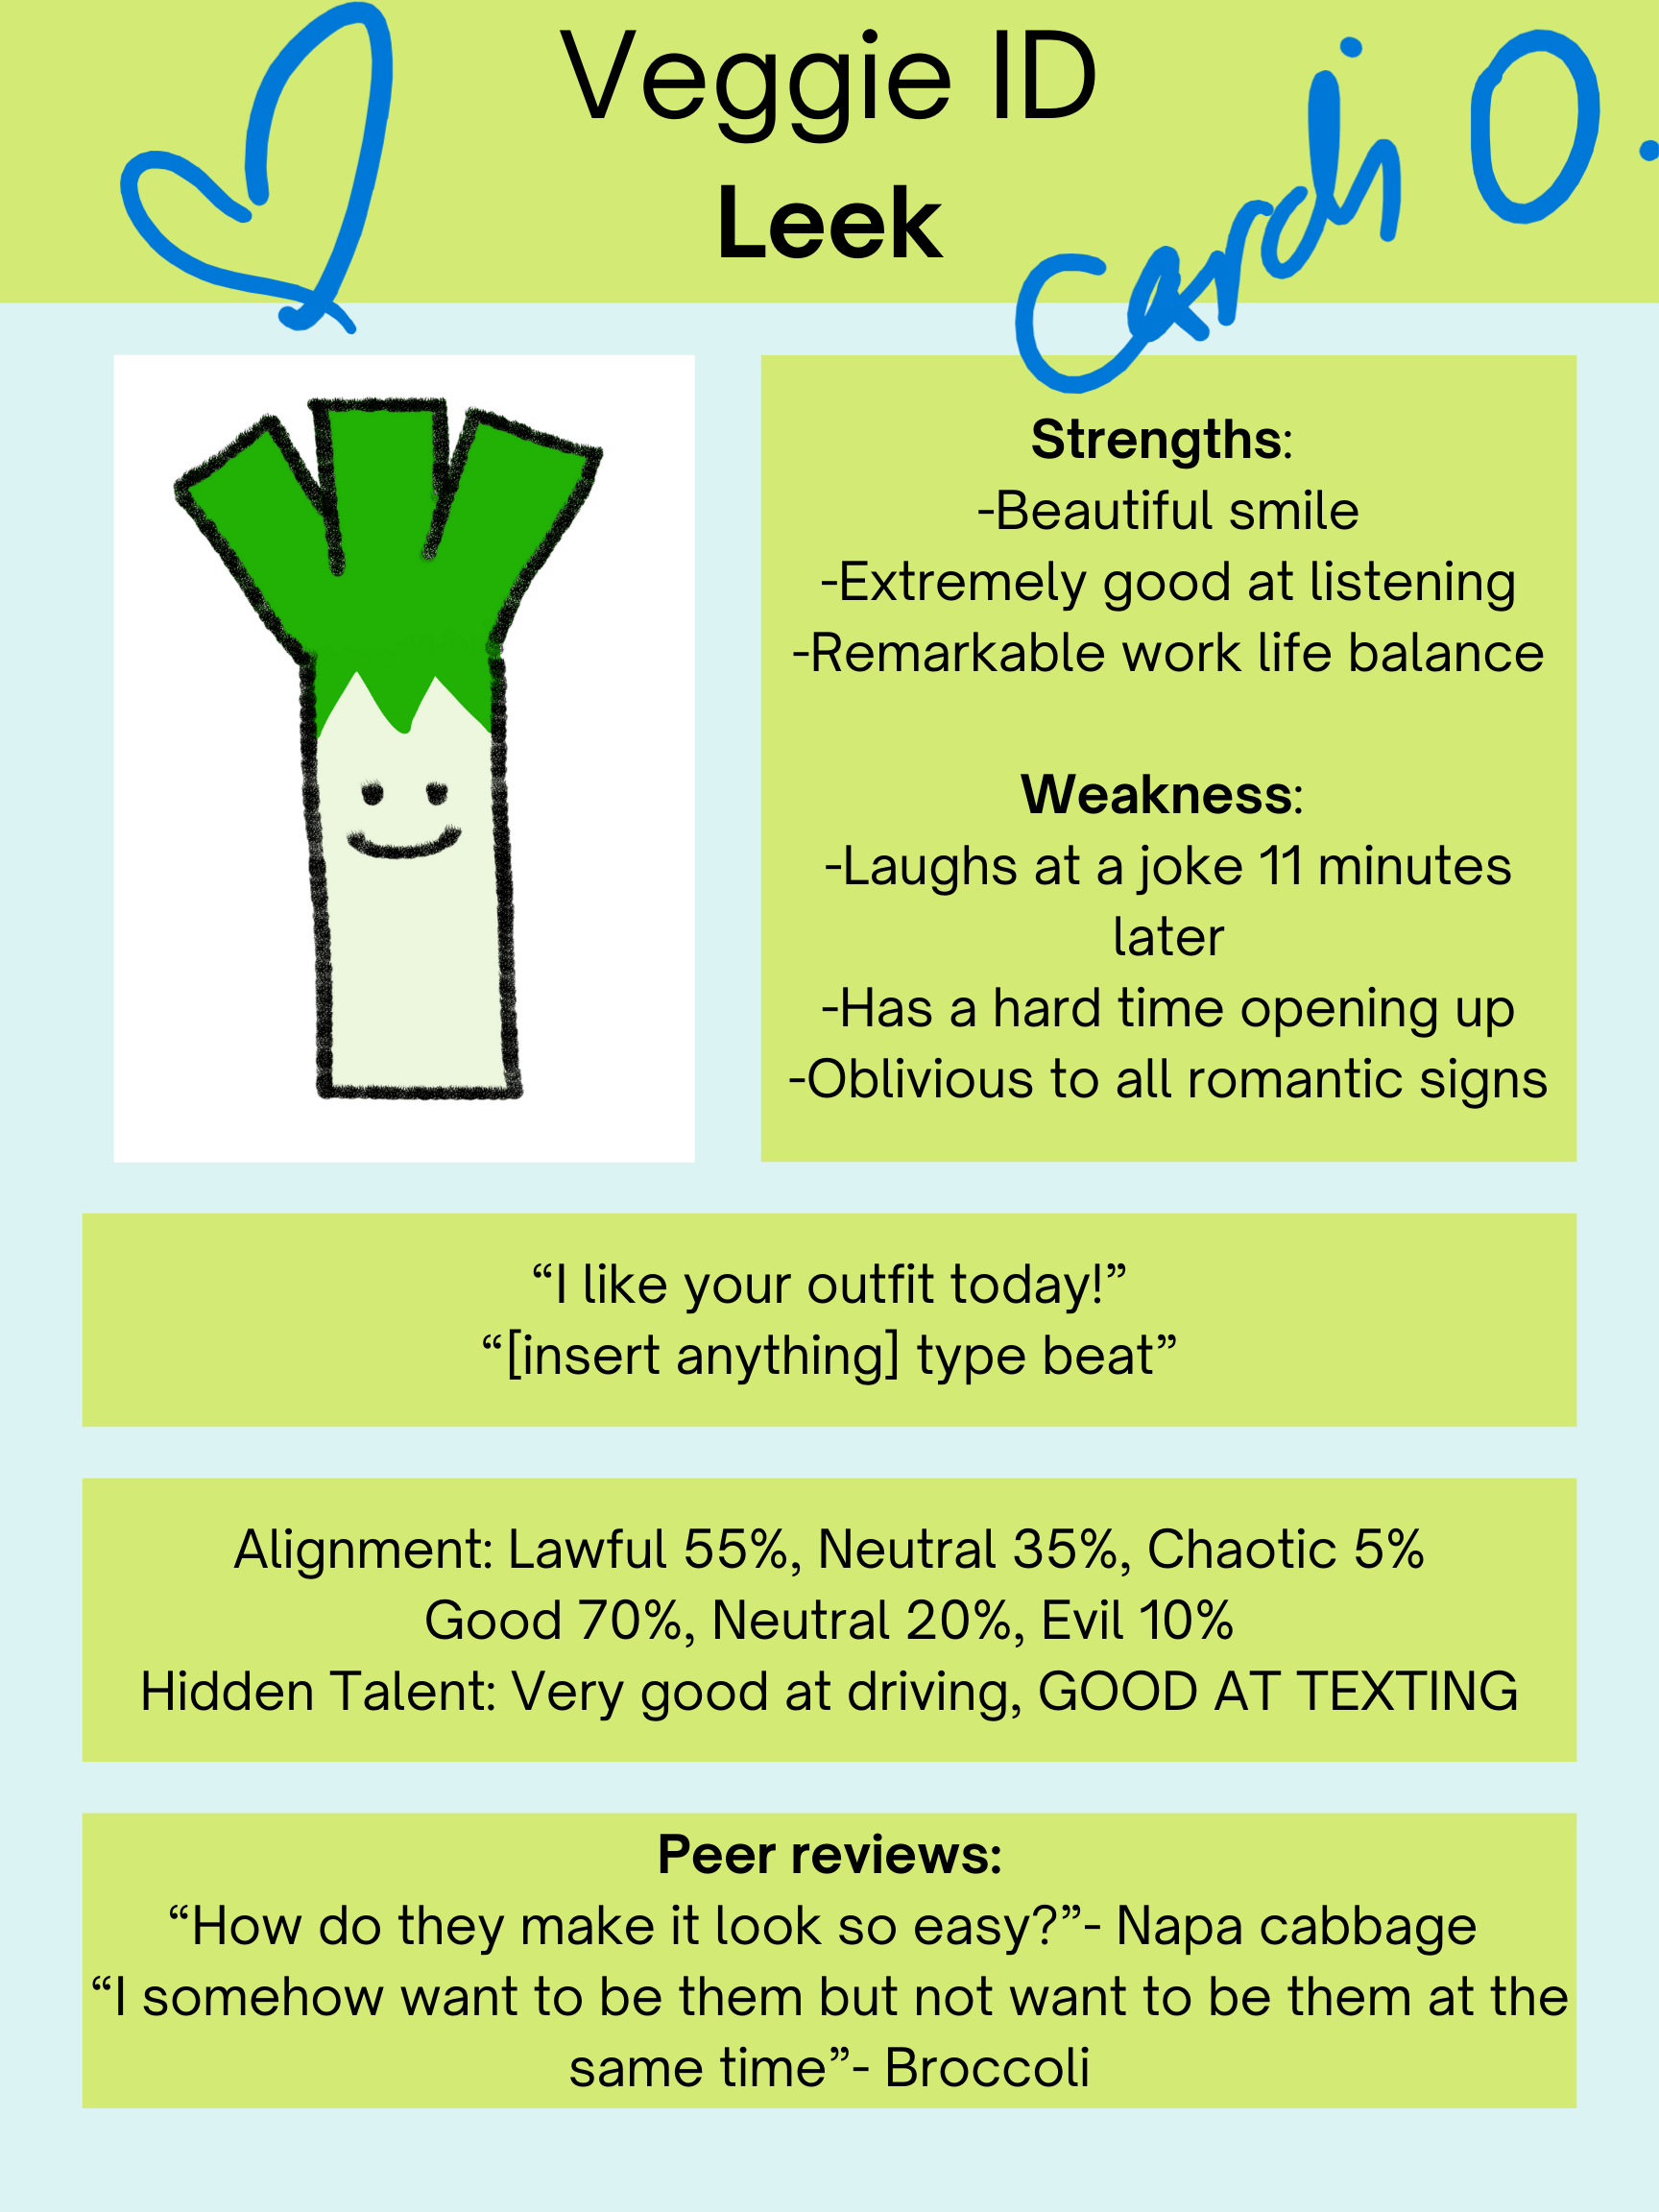 Veggie ID
Leek
Cardi O.
Strengths:
-Beautiful smile
-Extremely good at listening
-Remarkable work life balance
Weakness:
-Laughs at a joke 11 minutes
later
-Has a hard time opening up
-Oblivious to all romantic signs
“I like your outfit today!”
“[insert anything] type beat”
Alignment: Lawful 55%, Neutral 35%, Chaotic 5%
Good 70%, Neutral 20%, Evil 10%
Hidden Talent: Very good at driving, GOOD AT TEXTING
Peer reviews:
“How do they make it look so easy?”- Napa cabbage
“I somehow want to be them but not want to be them at the
same time”- Broccoli